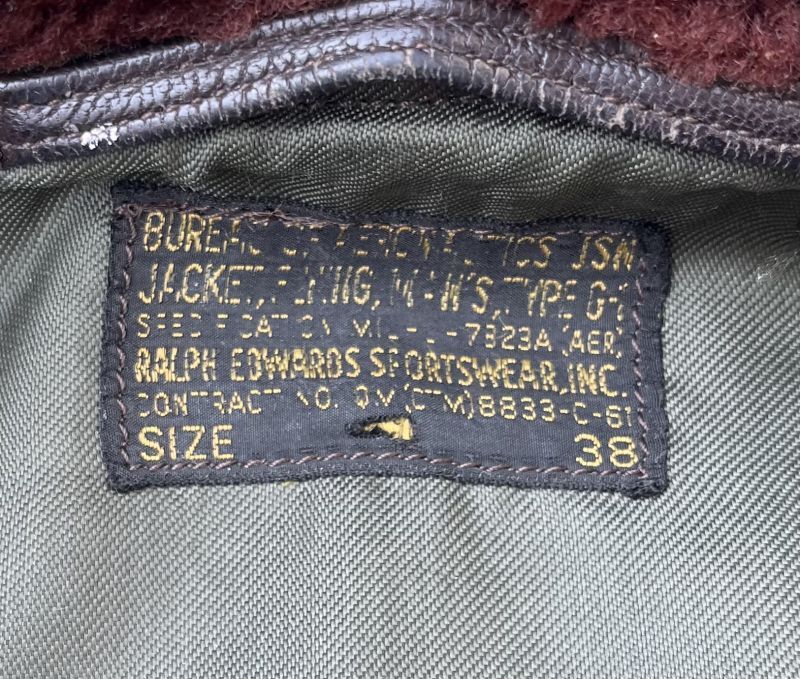 BUREAU OF AERONAUTICS USN
JACKET, FLYING, MEN'S, TYPE G-1
SPECIFICATION MIL-J-7823A (AER)
RALPH EDWARDS SPORTSWEAR, INC.
CONTRACT NO. QM (CTM) 8833-C-61
SIZE 38